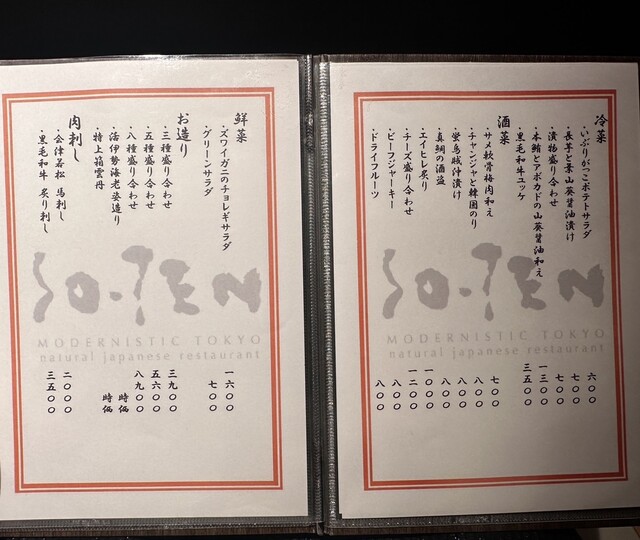 冷菜
・いぶりがっこポテトサラダ 六〇〇
・長芋と葉山葵醤油漬け 七〇〇
・漬物盛り合わせ 七〇〇
・本鮪とアボカドの山葵醤油和え 一三〇〇
・黒毛和牛ユッケ 三五〇〇
酒菜
・サメ軟骨梅肉和え 七〇〇
・チャンジャと韓国のり 八〇〇
・蛍烏賊沖漬け 八〇〇
・真鯛の酒盗 八〇〇
・エイヒレ炙り 一〇〇〇
・チーズ盛り合わせ 一二〇〇
・ビーフジャーキー 八〇〇
・ドライフルーツ 八〇〇
SO-TEN
MODERNISTIC TOKYO
natural japanese restaurant
鮮菜
・ズワイガニのチョレギサラダ 一六〇〇
・グリーンサラダ 七〇〇
お造り
・三種盛り合わせ 三九〇〇
・五種盛り合わせ 五六〇〇
・八種盛り合わせ 八九〇〇
・活伊勢海老姿造り 時価
・特上箱雲丹 時価
肉刺し
・会津若松 馬刺し 二〇〇〇
・黒毛和牛 炙り刺し 三五〇〇
SO-TEN
MODERNISTIC TOKYO
natural japanese restaurant